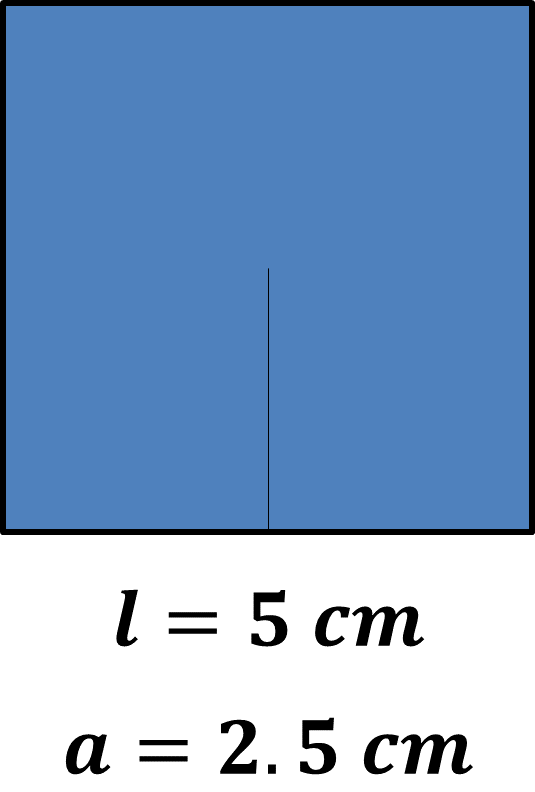 l = 5 cm
a = 2.5 cm